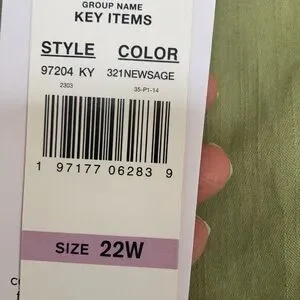 GROUP NAME
KEY ITEMS
STYLE COLOR
97204 KY 321NEWSAGE
2303 35-P1-14
1 97177 06283 9
SIZE 22W